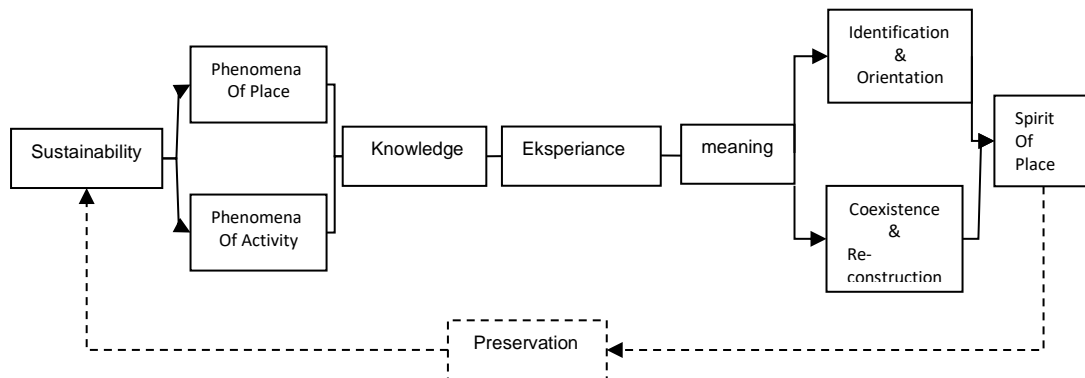 Sustainability
Phenomena
Of Place
Phenomena
Of Activity
Knowledge
Eksperiance
meaning
Identification
&
Orientation
Coexistence
&
Re-
construction
Spirit
Of
Place
Preservation